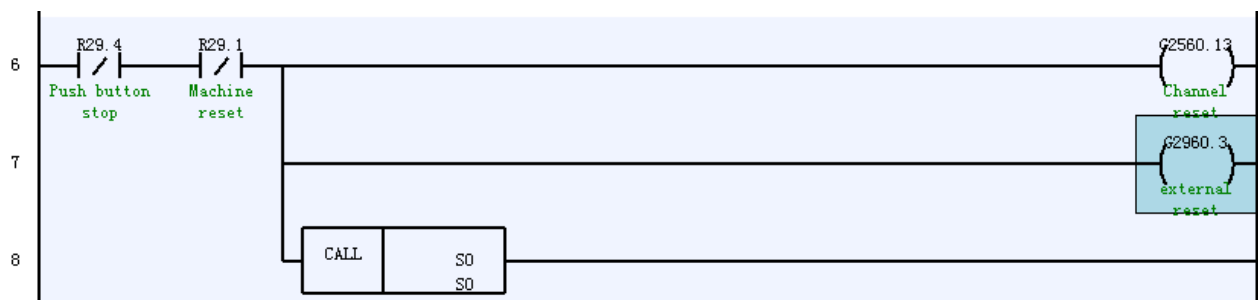 R29.4 R29.1 G2560.13
6
Push button Machine Channel
stop reset reset
G2960.3
7
external
reset
CALL S0
8
S0